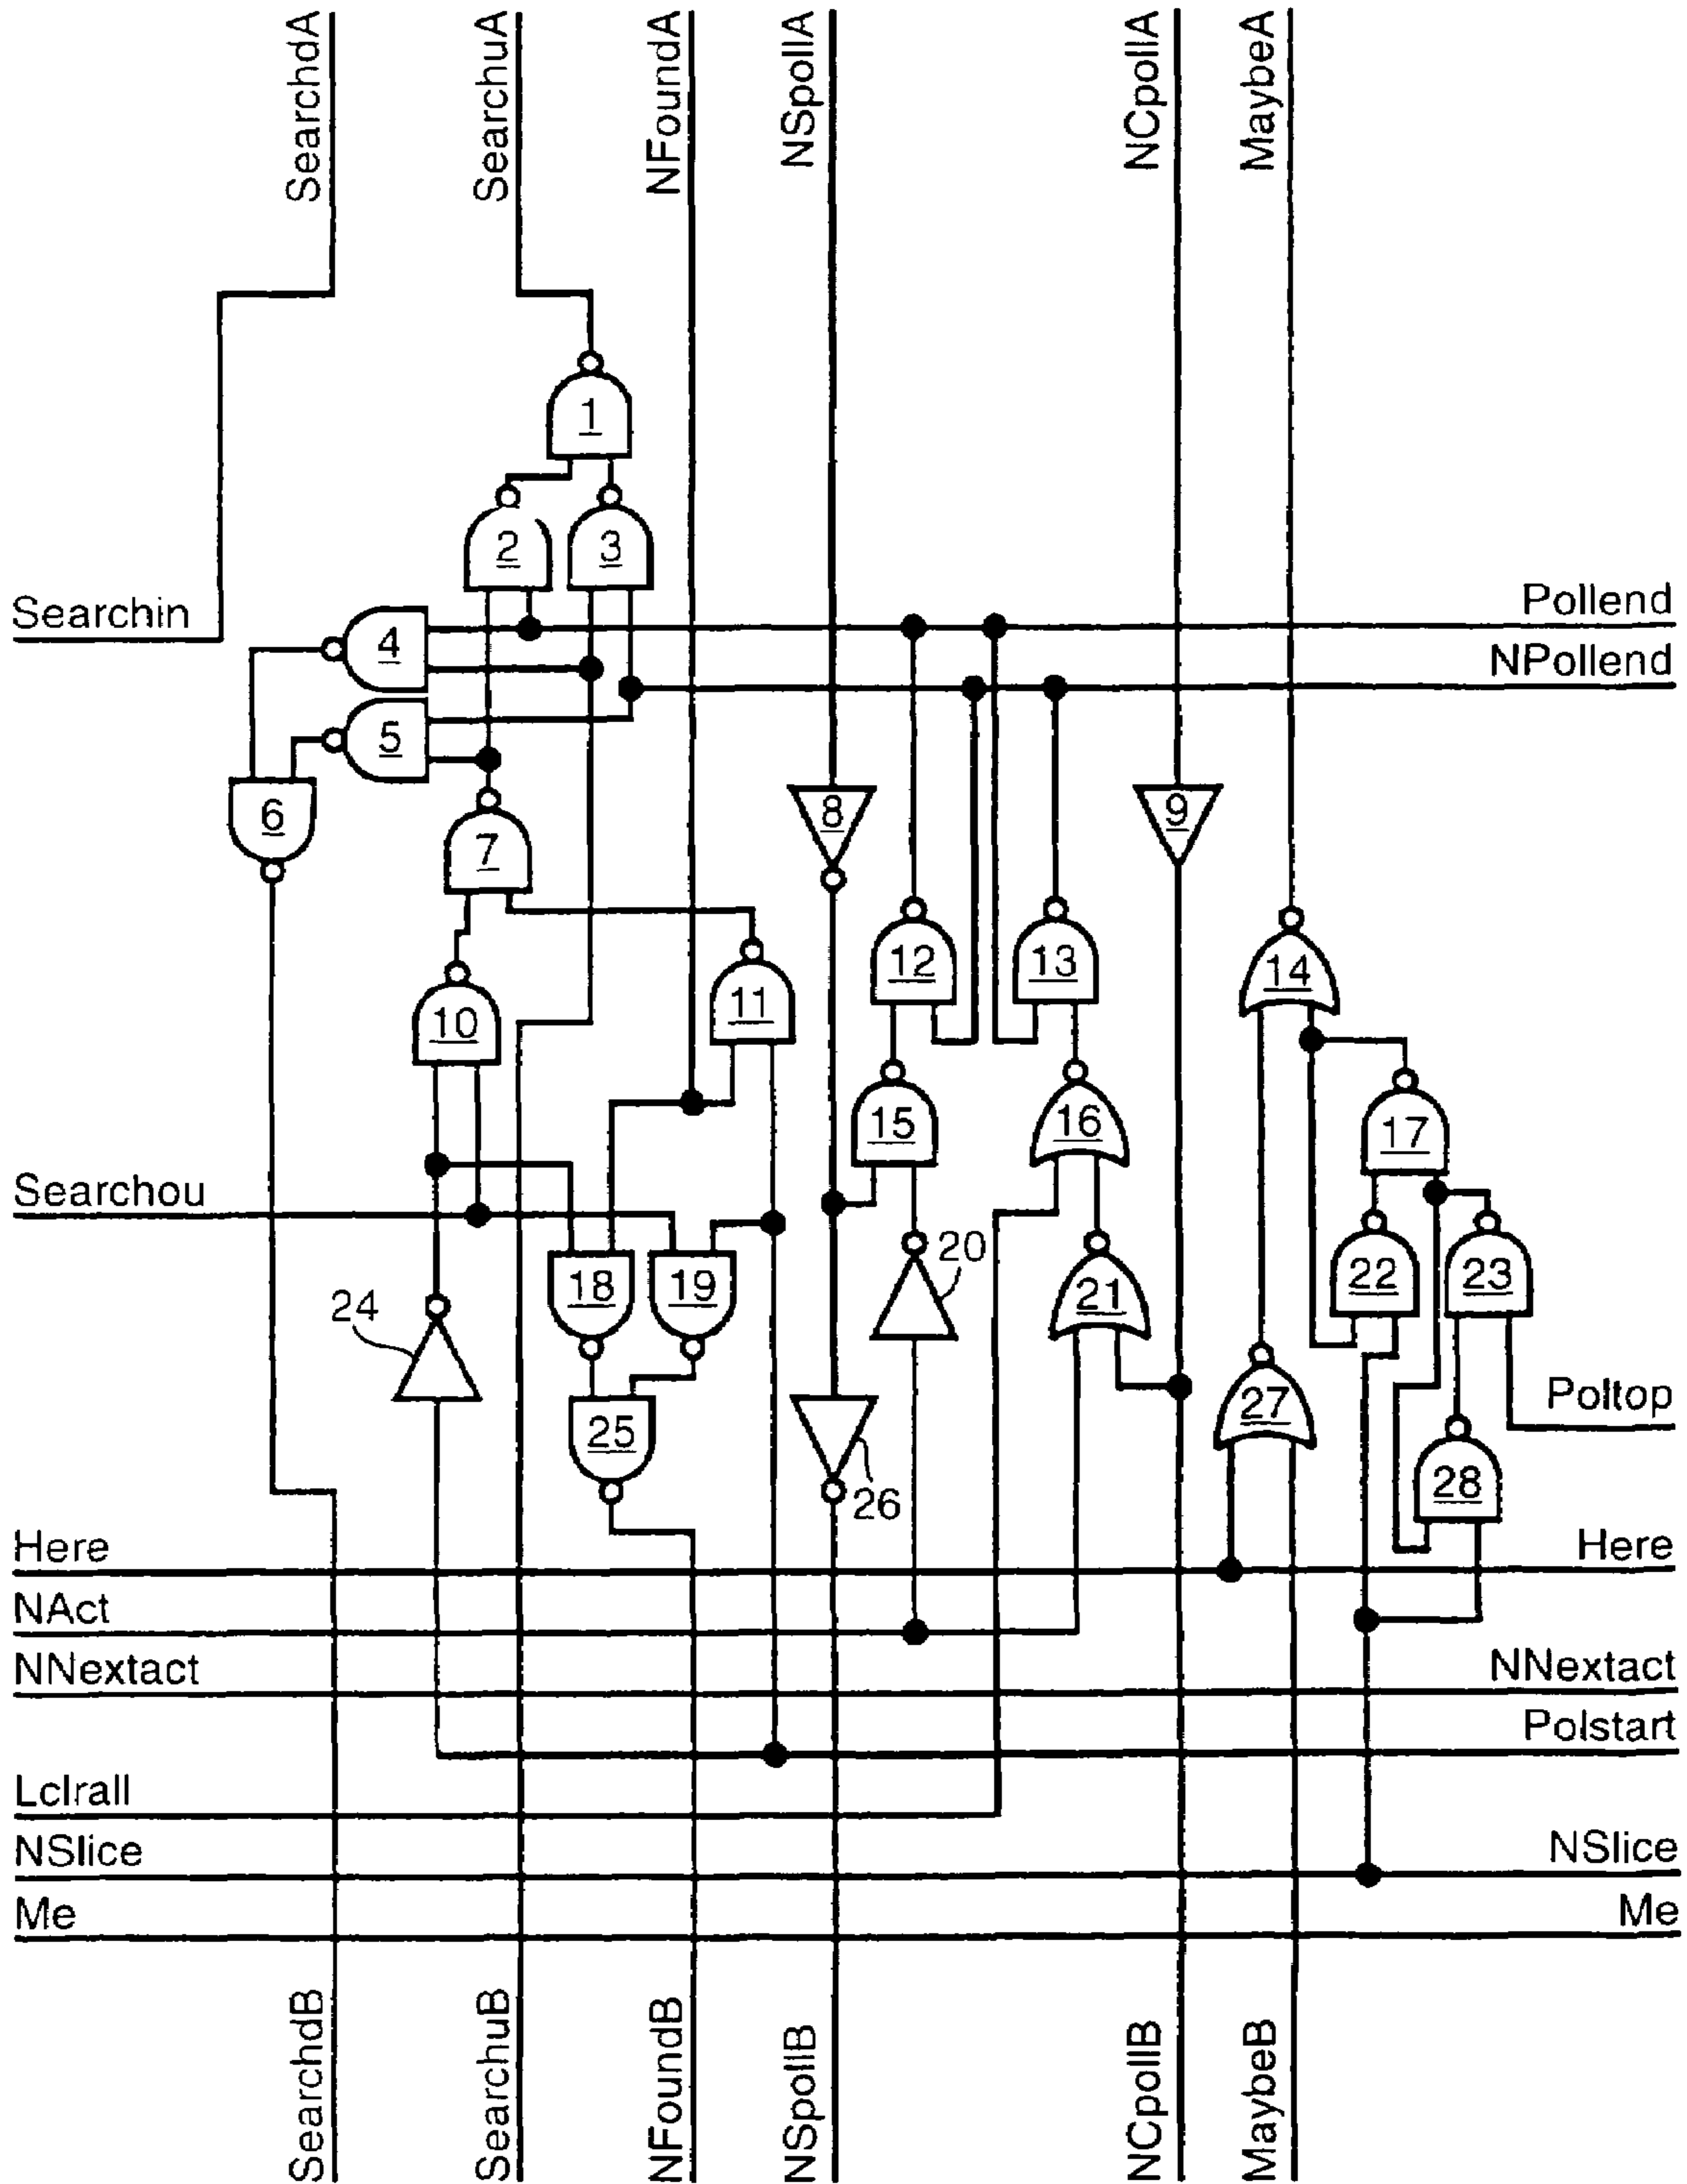 SearchdA
SearchuA
NFoundA
NSpollA
NCpollA
MaybeA
1
2
3
Searchin
Pollend
4
NPollend
5
6
8
9
7
12
13
14
11
10
15
16
17
Searchou
20
18
19
22
23
24
21
Poltop
25
27
26
28
Here
Here
NAct
NNextact
NNextact
Polstart
Lclrall
NSlice
NSlice
Me
Me
SearchdB
SearchuB
NFoundB
NSpollB
NCpollB
MaybeB